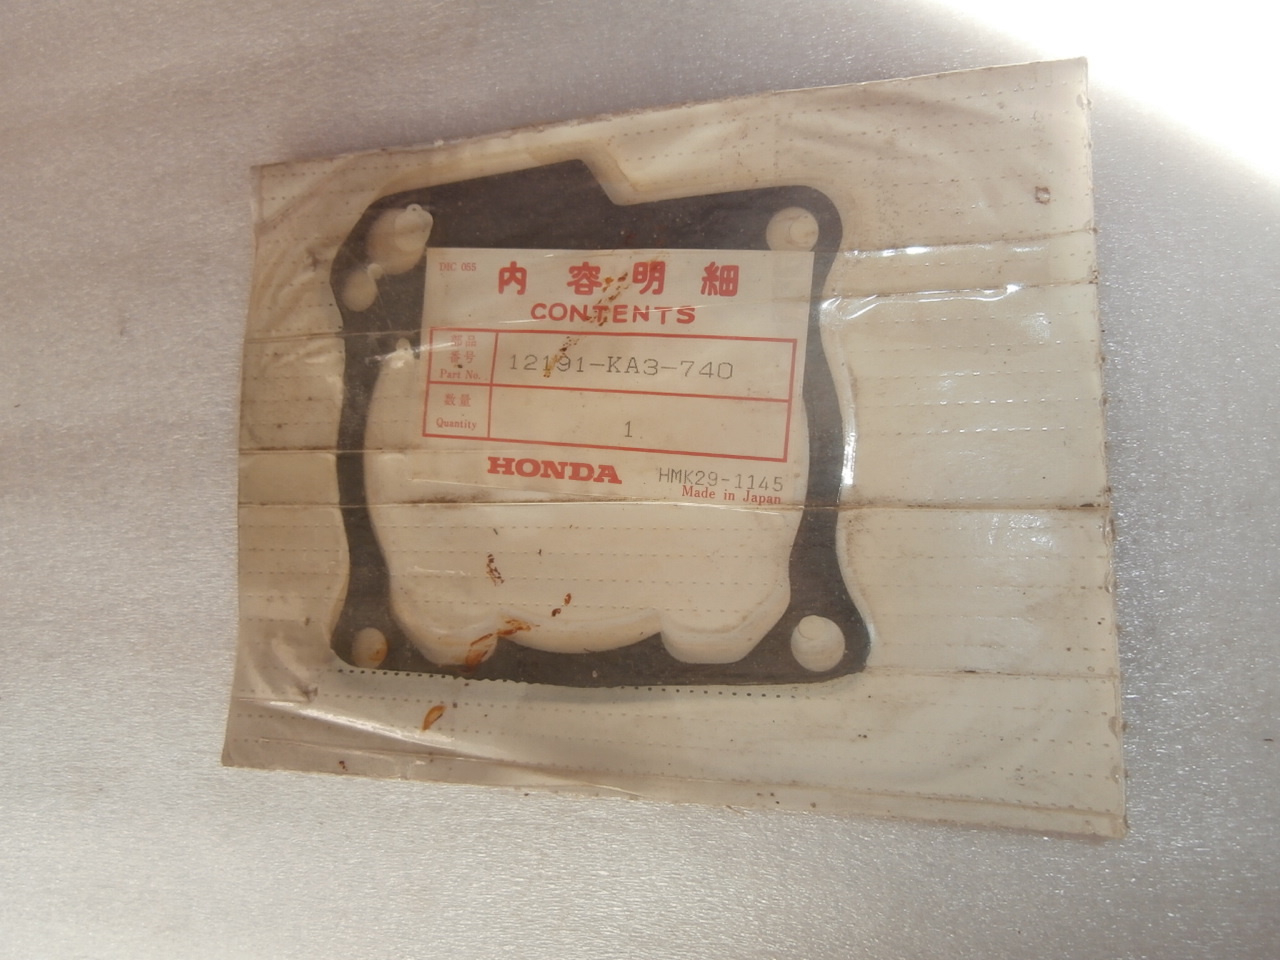 DIC 065
内容明細
CONTENTS
部品
番号
Part No.
12191-KA3-740
数量
Quantity
1
HONDA
HMK29-1145
Made in Japan